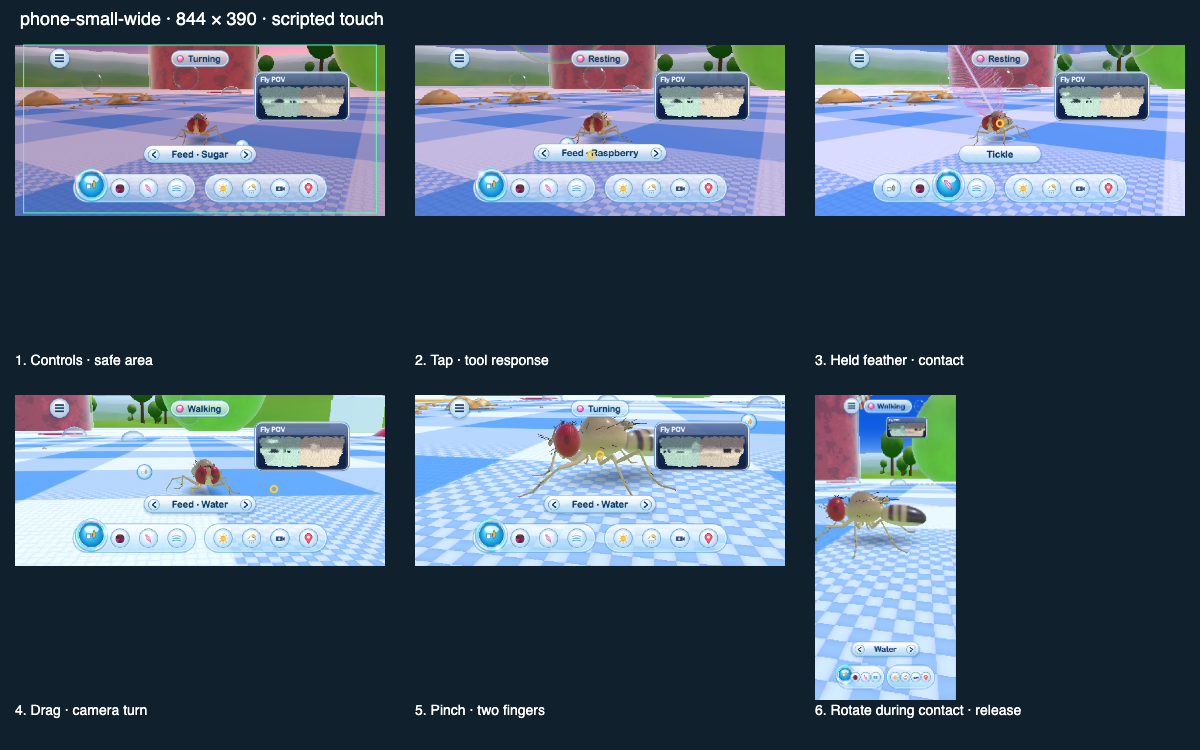 phone-small-wide · 844 × 390 · scripted touch
Turning
Fly POV
Feed · Sugar
Resting
Fly POV
Feed · Raspberry
Resting
Fly POV
Tickle
1. Controls · safe area
2. Tap · tool response
3. Held feather · contact
Walking
Fly POV
Feed · Water
Turning
Fly POV
Feed · Water
Walking
Fly POV
Water
4. Drag · camera turn
5. Pinch · two fingers
6. Rotate during contact · release